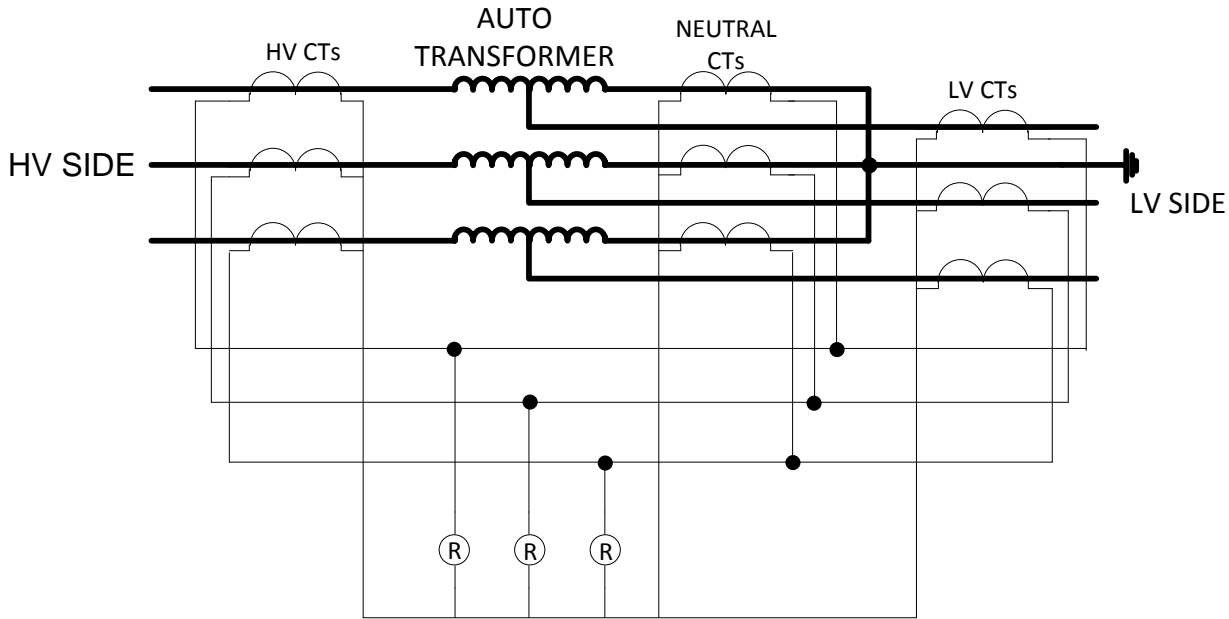 AUTO
TRANSFORMER
HV CTs
NEUTRAL
CTs
LV CTs
HV SIDE
LV SIDE
R
R
R